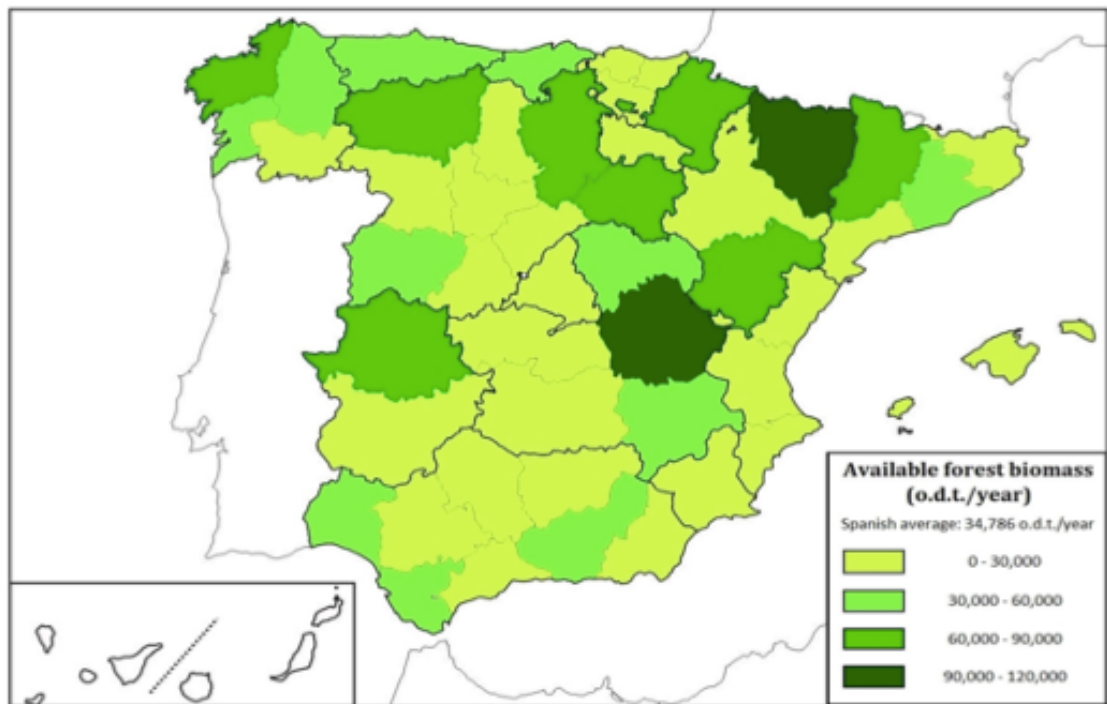 Available forest biomass
(o.d.t./year)
Spanish average: 34,786 o.d.t./year
0 - 30,000
30,000 - 60,000
60,000 - 90,000
90,000 - 120,000